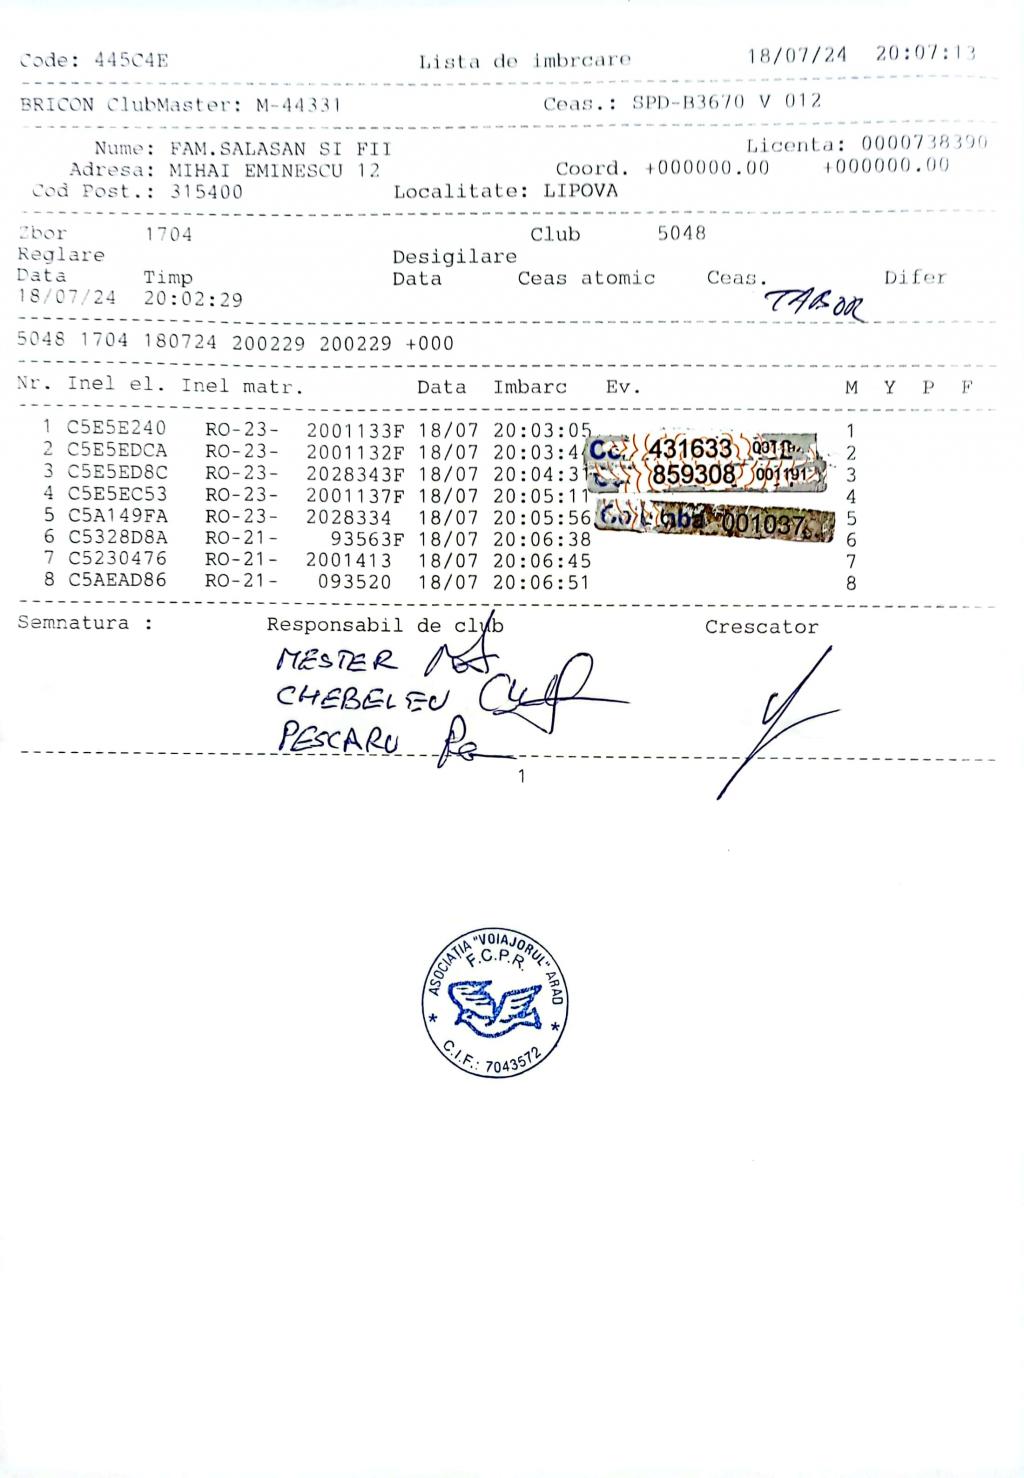 Code: 445C4E Lista de imbrcare 18/07/24 20:07:13
BRICON ClubMaster: M-44331 Ceas.: SPD-B3670 V 012
Nume: FAM.SALASAN SI FII Licenta: 0000738390
Adresa: MIHAI EMINESCU 12 Coord. +000000.00 +000000.00
Cod Post.: 315400 Localitate: LIPOVA
Zbor 1704 Club 5048
Reglare Desigilare
Data Timp Data Ceas atomic Ceas. Difer
18/07/24 20:02:29 TABOR
5048 1704 180724 200229 200229 +000
Nr. Inel el. Inel matr. Data Imbarc Ev. M Y P F
1 C5E5E240 RO-23- 2001133F 18/07 20:03:05 1
2 C5E5EDCA RO-23- 2001132F 18/07 20:03:4 431633 2
3 C5E5ED8C RO-23- 2028343F 18/07 20:04:31 859308 001191 3
4 C5E5EC53 RO-23- 2001137F 18/07 20:05:11 4
5 C5A149FA RO-23- 2028334 18/07 20:05:56 001037 5
6 C5328D8A RO-21- 93563F 18/07 20:06:38 6
7 C5230476 RO-21- 2001413 18/07 20:06:45 7
8 C5AEAD86 RO-21- 093520 18/07 20:06:51 8
Semnatura : Responsabil de club Crescator
MESTER
CHEBELEU
PESCARU
1
ASOCIATIA "VOIAJORUL" ARAD
F.C.P.R.
* C.I.F.: 7043572 *